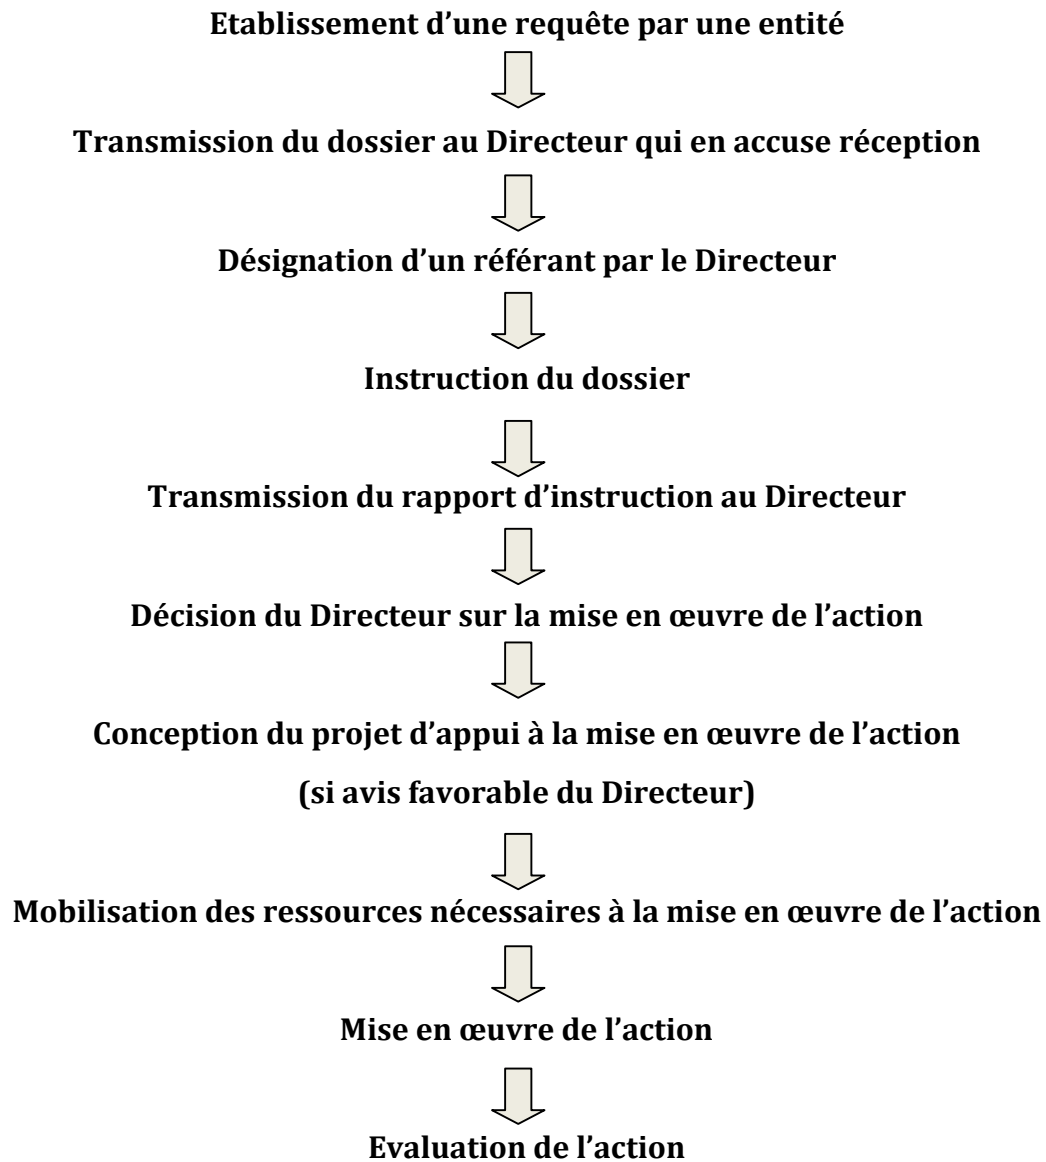 Etablissement d’une requête par une entité
Transmission du dossier au Directeur qui en accuse réception
Désignation d’un référant par le Directeur
Instruction du dossier
Transmission du rapport d’instruction au Directeur
Décision du Directeur sur la mise en œuvre de l’action
Conception du projet d’appui à la mise en œuvre de l’action
(si avis favorable du Directeur)
Mobilisation des ressources nécessaires à la mise en œuvre de l’action
Mise en œuvre de l’action
Evaluation de l’action